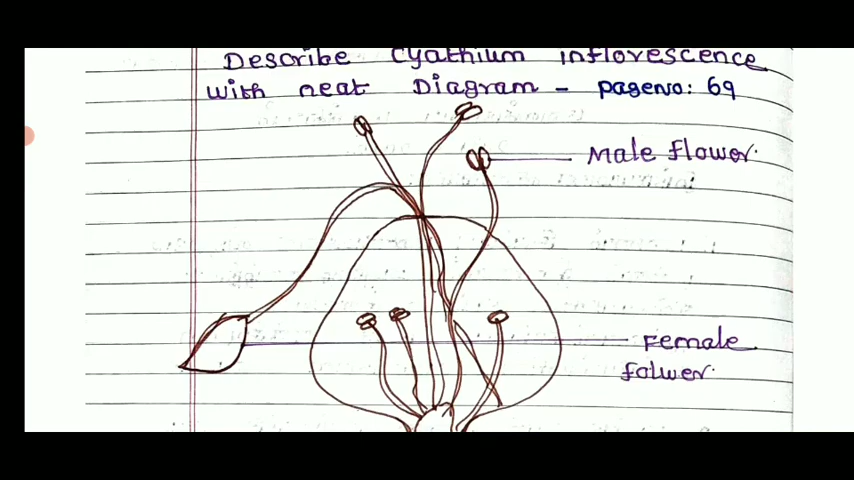 Describe Cyathium inflorescence
with neat Diagram - pageno: 69
Male flower.
Female
folwer.